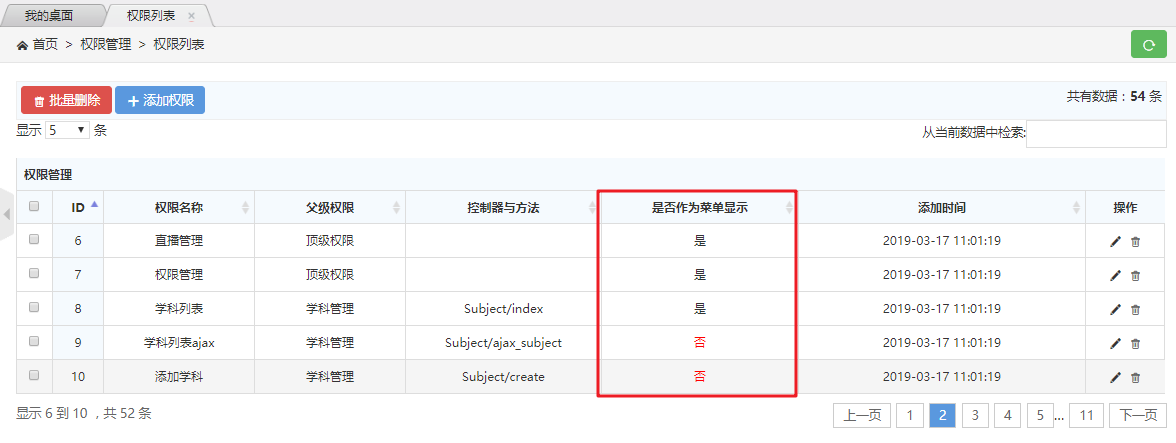 我的桌面 权限列表 ×
首页 > 权限管理 > 权限列表
批量删除 添加权限 共有数据：54 条
显示 5 条 从当前数据中检索:
权限管理
ID 权限名称 父级权限 控制器与方法 是否作为菜单显示 添加时间 操作
6 直播管理 顶级权限 是 2019-03-17 11:01:19
7 权限管理 顶级权限 是 2019-03-17 11:01:19
8 学科列表 学科管理 Subject/index 是 2019-03-17 11:01:19
9 学科列表ajax 学科管理 Subject/ajax_subject 否 2019-03-17 11:01:19
10 添加学科 学科管理 Subject/create 否 2019-03-17 11:01:19
显示 6 到 10 ，共 52 条 上一页 1 2 3 4 5 ... 11 下一页